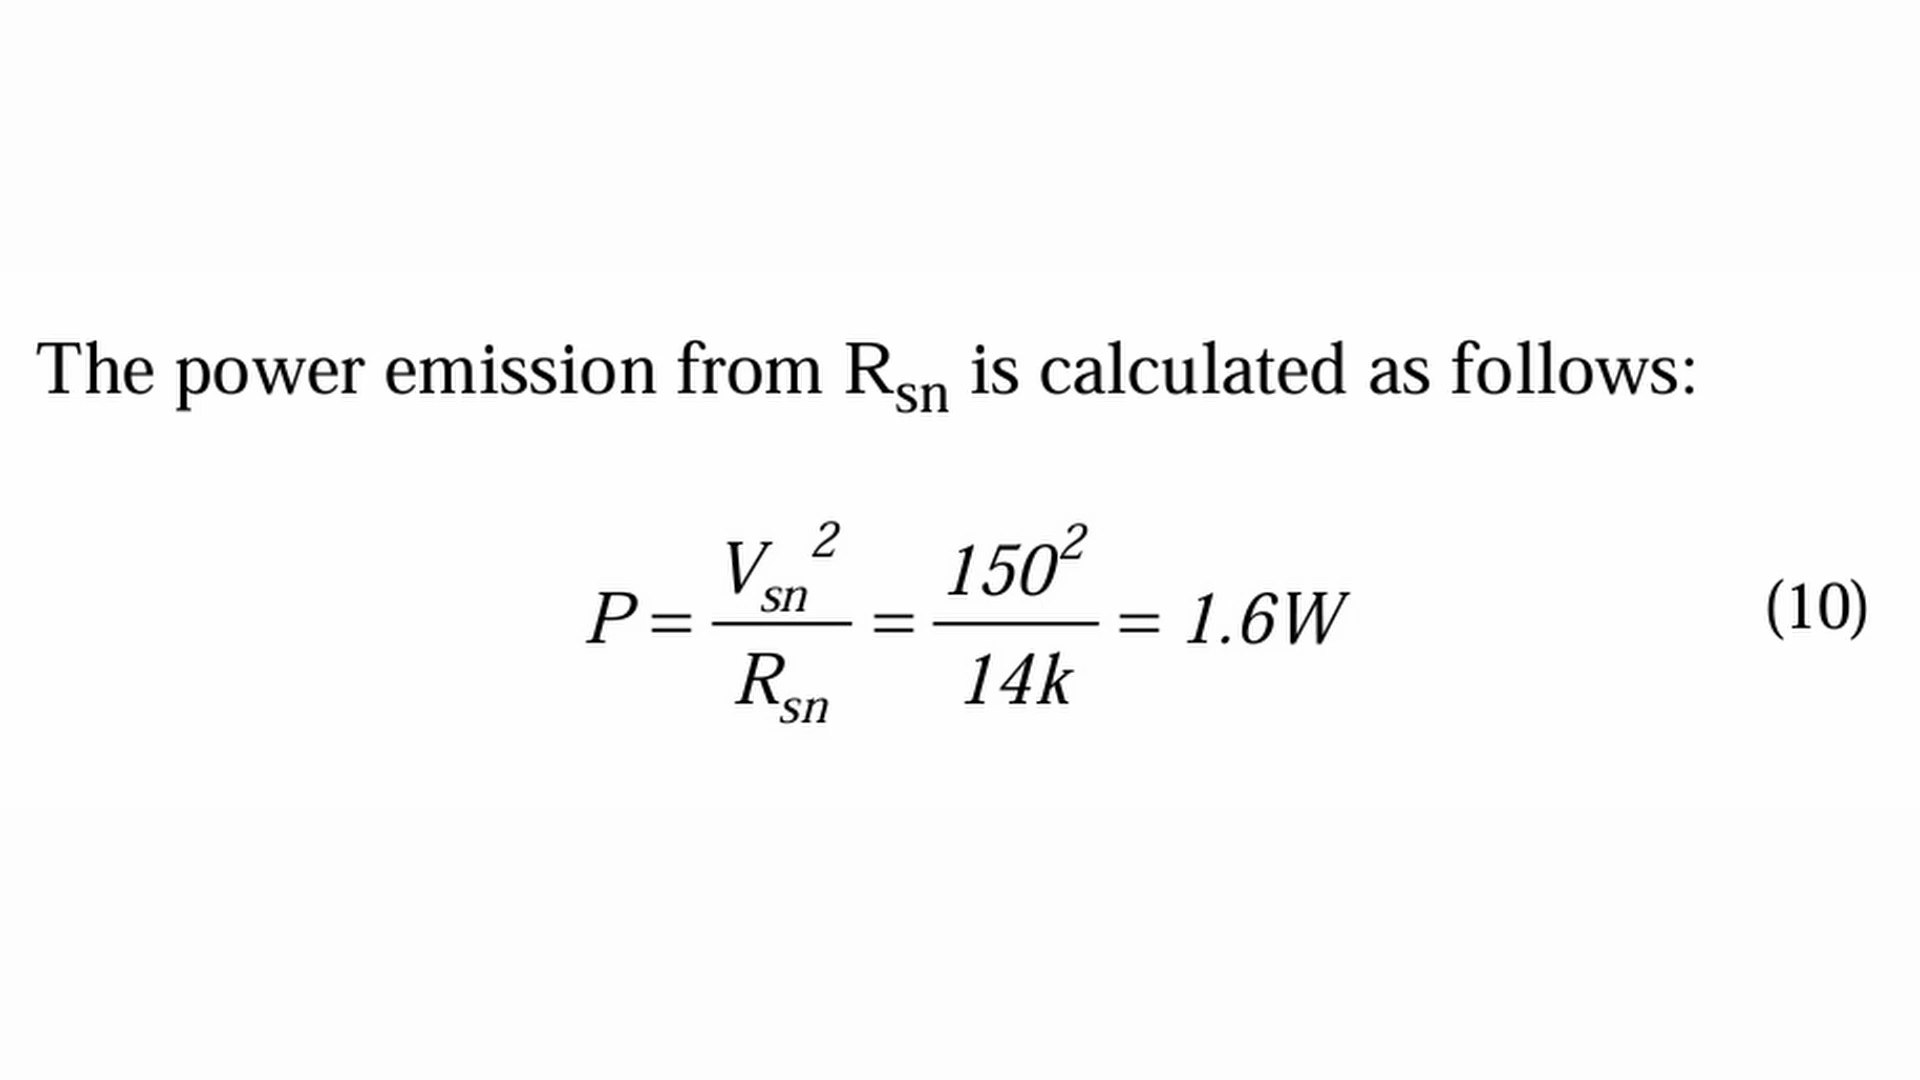 The power emission from R_sn is calculated as follows:
P = V_sn^2 / R_sn = 150^2 / 14k = 1.6W (10)